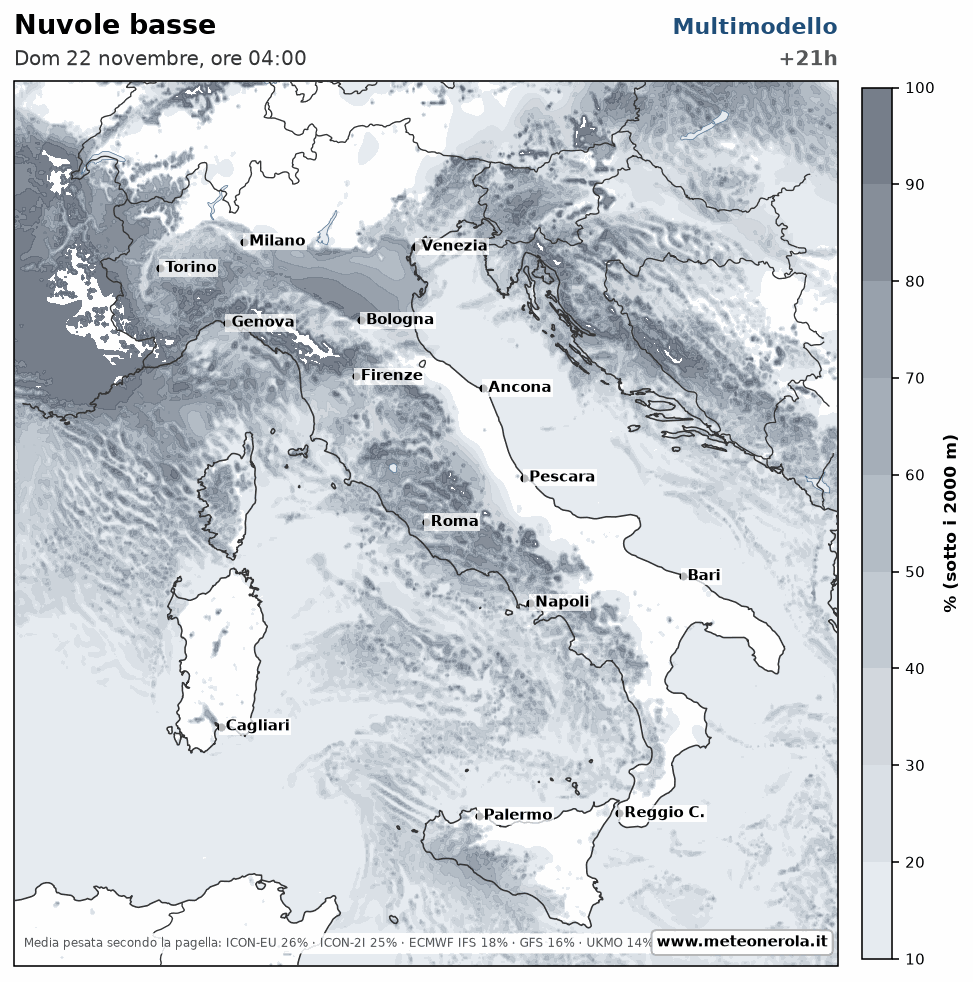 Nuvole basse
Multimodello
Dom 22 novembre, ore 04:00
+21h
100
90
80
70
60
50
40
30
20
10
% (sotto i 2000 m)
Milano
Venezia
Torino
Genova
Bologna
Firenze
Ancona
Pescara
Roma
Bari
Napoli
Cagliari
Palermo
Reggio C.
Media pesata secondo la pagella: ICON-EU 26% · ICON-2I 25% · ECMWF IFS 18% · GFS 16% · UKMO 14%
www.meteonerola.it